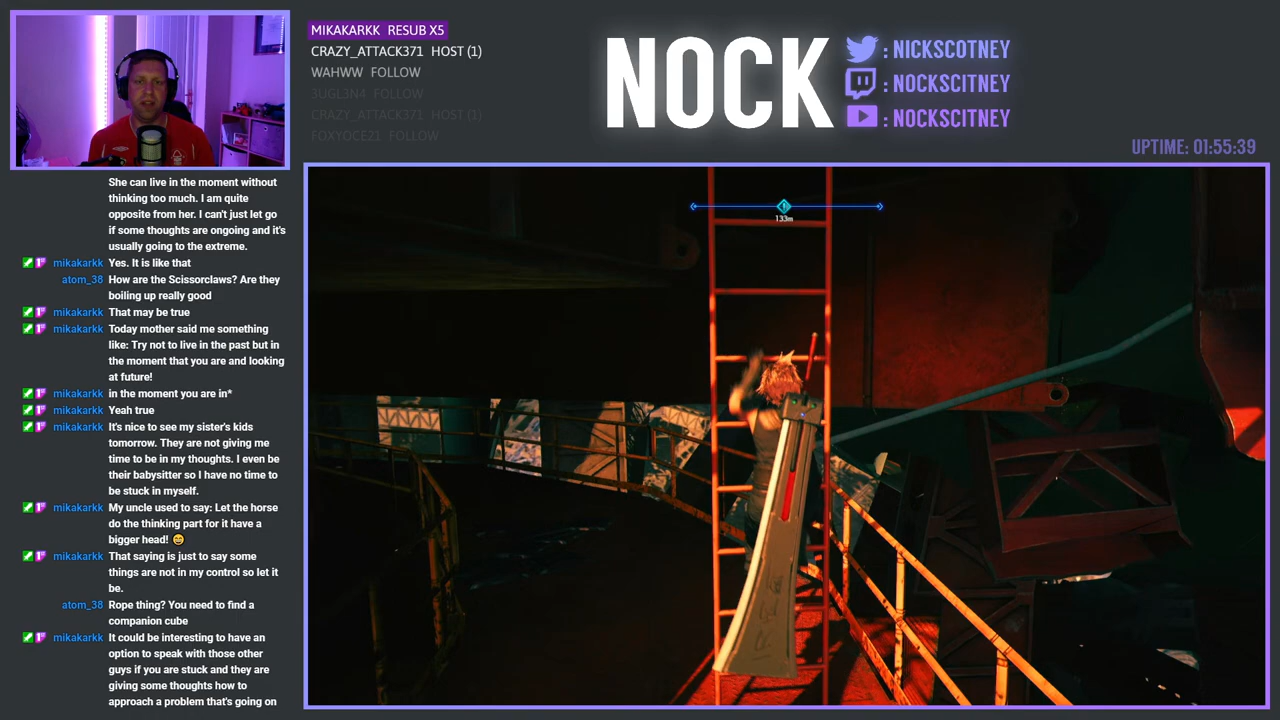 MIKAKARKK RESUB X5
CRAZY_ATTACK371 HOST (1)
WAHWW FOLLOW
3UGL3N4 FOLLOW
CRAZY_ATTACK371 HOST (1)
FOXYOCE21 FOLLOW
NOCK
: NICKSCOTNEY
: NOCKSCITNEY
: NOCKSCITNEY
UPTIME: 01:55:39
133m
She can live in the moment without
thinking too much. I am quite
opposite from her. I can't just let go
if some thoughts are ongoing and it's
usually going to the extreme.
mikakarkk Yes. It is like that
atom_38 How are the Scissorclaws? Are they
boiling up really good
mikakarkk That may be true
mikakarkk Today mother said me something
like: Try not to live in the past but in
the moment that you are and looking
at future!
mikakarkk in the moment you are in*
mikakarkk Yeah true
mikakarkk It's nice to see my sister's kids
tomorrow. They are not giving me
time to be in my thoughts. I even be
their babysitter so I have no time to
be stuck in myself.
mikakarkk My uncle used to say: Let the horse
do the thinking part for it have a
bigger head! 😄
mikakarkk That saying is just to say some
things are not in my control so let it
be.
atom_38 Rope thing? You need to find a
companion cube
mikakarkk It could be interesting to have an
option to speak with those other
guys if you are stuck and they are
giving some thoughts how to
approach a problem that's going on